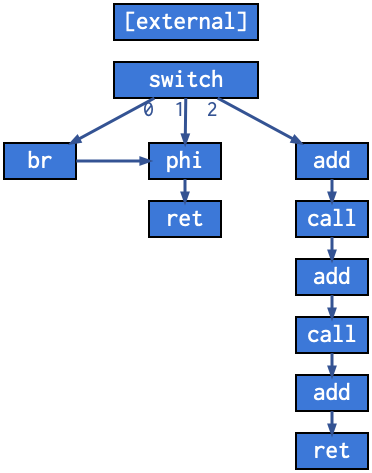 [external]
switch
0 1 2
br phi add
ret call
add
call
add
ret